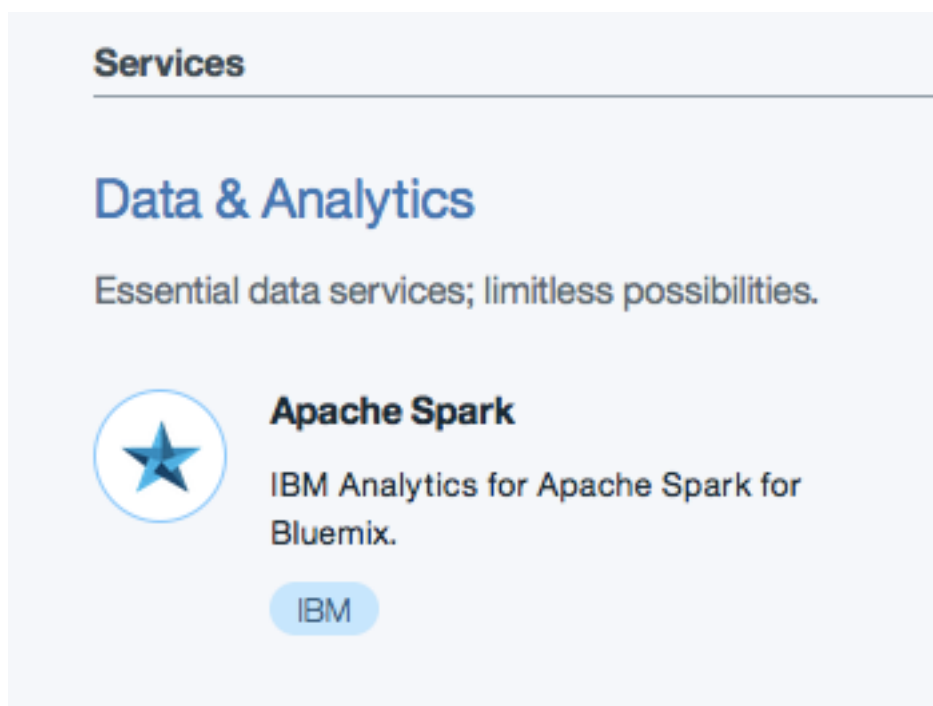 Services
Data & Analytics
Essential data services; limitless possibilities.
Apache Spark
IBM Analytics for Apache Spark for
Bluemix.
IBM